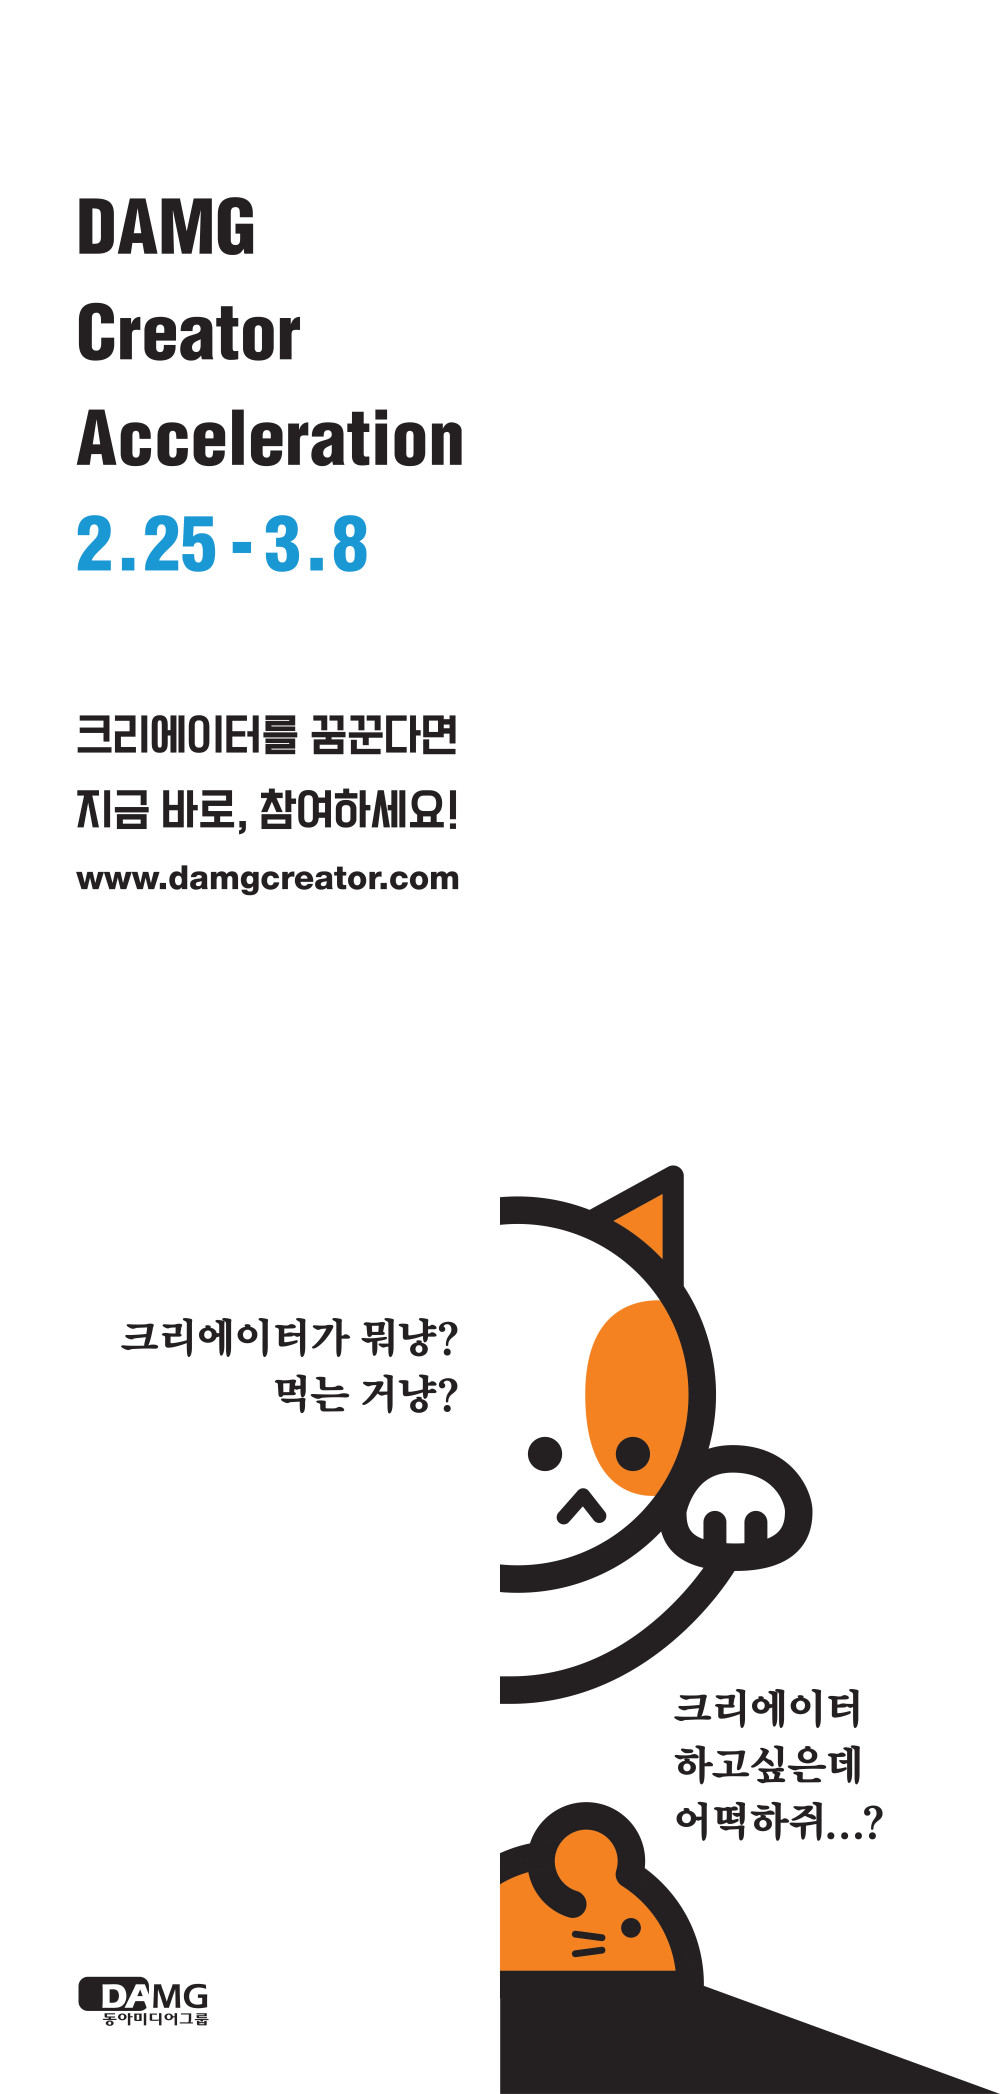 DAMG
Creator
Acceleration
2.25-3.8
크리에이터를 꿈꾼다면
지금 바로, 참여하세요!
www.damgcreator.com
크리에이터가 뭐냥?
먹는 거냥?
크리에이터
하고싶은데
어떡하쥐...?
DAMG
동아미디어그룹